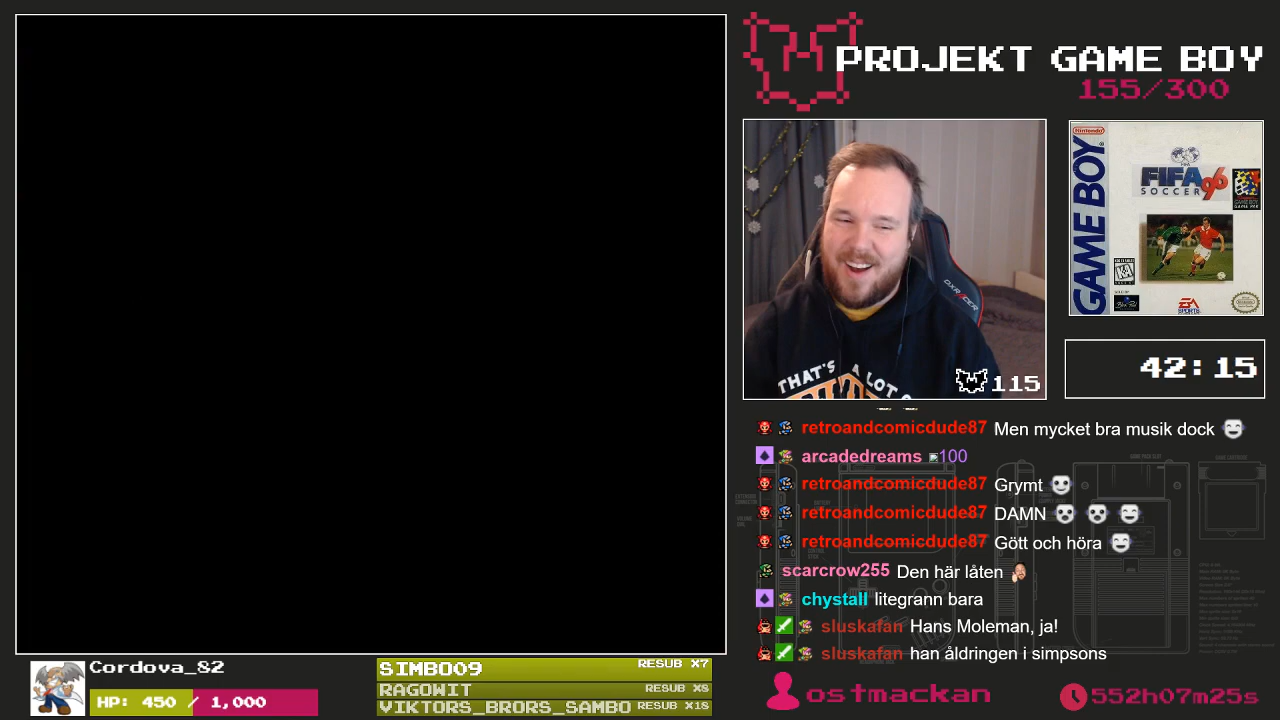 PROJEKT GAME BOY
155/300
Nintendo
GAME BOY
FIFA
SOCCER 96
EA
SPORTS
42:15
DXRACER
THAT'S A LOT
115
retroandcomicdude87 Men mycket bra musik dock
arcadedreams 100
retroandcomicdude87 Grymt
retroandcomicdude87 DAMN
retroandcomicdude87 Gött och höra
scarcrow255 Den här låten
chystall litegrann bara
sluskafan Hans Moleman, ja!
sluskafan han åldringen i simpsons
Cordova_82
HP: 450 / 1,000
SIMBO09 RESUB X7
RAGOWIT RESUB X8
VIKTORS_BRORS_SAMBO RESUB X18
ostmackan
552h07m25s